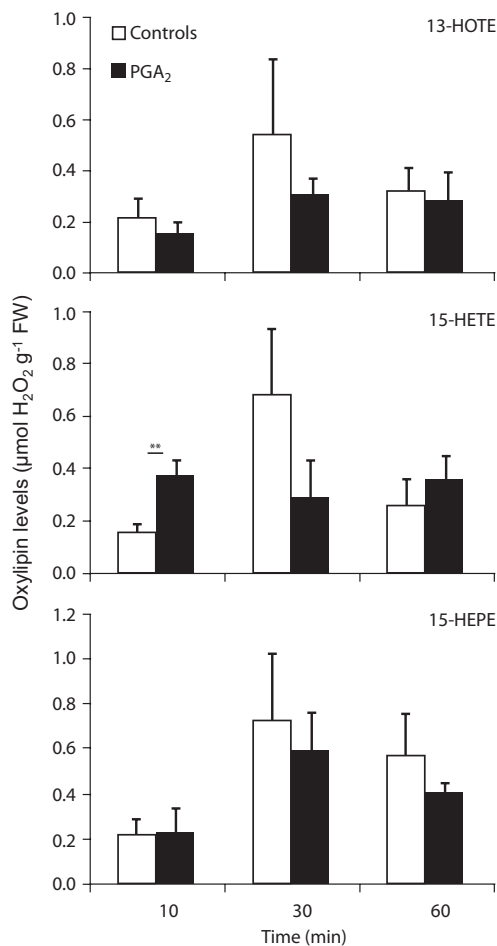 Oxylipin levels (μmol H₂O₂ g⁻¹ FW)
Controls
PGA₂
13-HOTE
1.0
0.8
0.6
0.4
0.2
0.0
15-HETE
1.0
0.8
0.6
0.4
0.2
0.0
**
15-HEPE
1.2
1.0
0.8
0.6
0.4
0.2
0.0
10 30 60
Time (min)